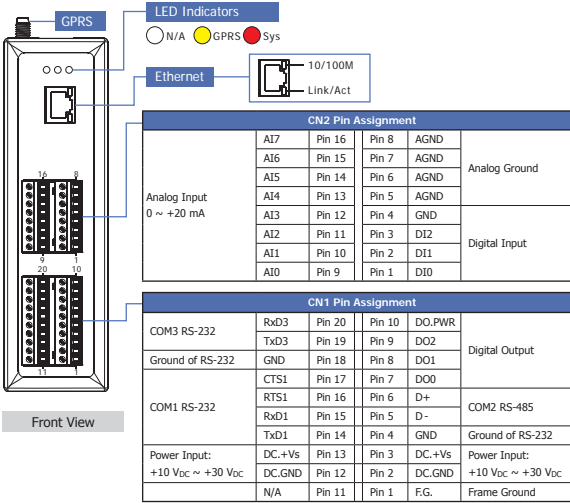 GPRS
LED Indicators
N/A GPRS Sys
Ethernet
10/100M
Link/Act
16 8
9 1
20 10
11 1
Front View
CN2 Pin Assignment
Analog Input
0 ~ +20 mA
AI7 Pin 16 Pin 8 AGND
AI6 Pin 15 Pin 7 AGND
AI5 Pin 14 Pin 6 AGND
AI4 Pin 13 Pin 5 AGND
Analog Ground
AI3 Pin 12 Pin 4 GND
AI2 Pin 11 Pin 3 DI2
AI1 Pin 10 Pin 2 DI1
AI0 Pin 9 Pin 1 DI0
Digital Input
CN1 Pin Assignment
COM3 RS-232
RxD3 Pin 20 Pin 10 DO.PWR
TxD3 Pin 19 Pin 9 DO2
Ground of RS-232 GND Pin 18 Pin 8 DO1
Digital Output
CTS1 Pin 17 Pin 7 DO0
COM1 RS-232
RTS1 Pin 16 Pin 6 D+
RxD1 Pin 15 Pin 5 D-
COM2 RS-485
TxD1 Pin 14 Pin 4 GND Ground of RS-232
Power Input: DC.+Vs Pin 13 Pin 3 DC.+Vs Power Input:
+10 VDC ~ +30 VDC DC.GND Pin 12 Pin 2 DC.GND +10 VDC ~ +30 VDC
N/A Pin 11 Pin 1 F.G. Frame Ground